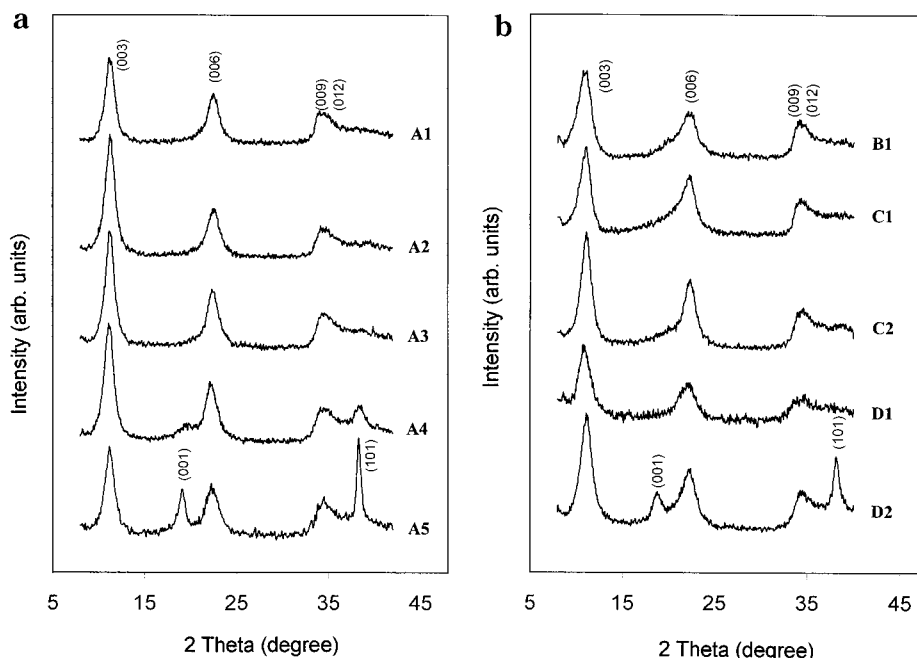 a
(003)
(006)
(009)
(012)
A1
A2
A3
A4
(001)
(101)
A5
Intensity (arb. units)
5 15 25 35 45
2 Theta (degree)
b
(003)
(006)
(009)
(012)
B1
C1
C2
D1
(001)
(101)
D2
Intensity (arb. units)
5 15 25 35 45
2 Theta (degree)